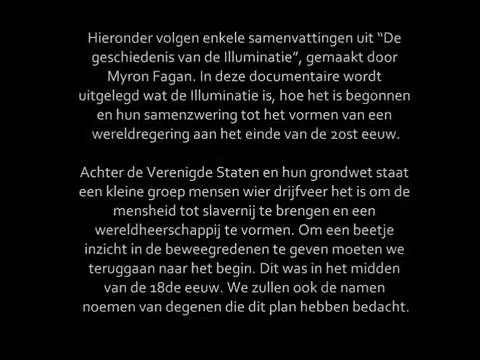 Hieronder volgen enkele samenvattingen uit “De
geschiedenis van de Illuminatie”, gemaakt door
Myron Fagan. In deze documentaire wordt
uitgelegd wat de Illuminatie is, hoe het is begonnen
en hun samenzwering tot het vormen van een
wereldregering aan het einde van de 20st eeuw.
Achter de Verenigde Staten en hun grondwet staat
een kleine groep mensen wier drijfveer het is om de
mensheid tot slavernij te brengen en een
wereldheerschappij te vormen. Om een beetje
inzicht in de beweegredenen te geven moeten we
teruggaan naar het begin. Dit was in het midden
van de 18de eeuw. We zullen ook de namen
noemen van degenen die dit plan hebben bedacht.